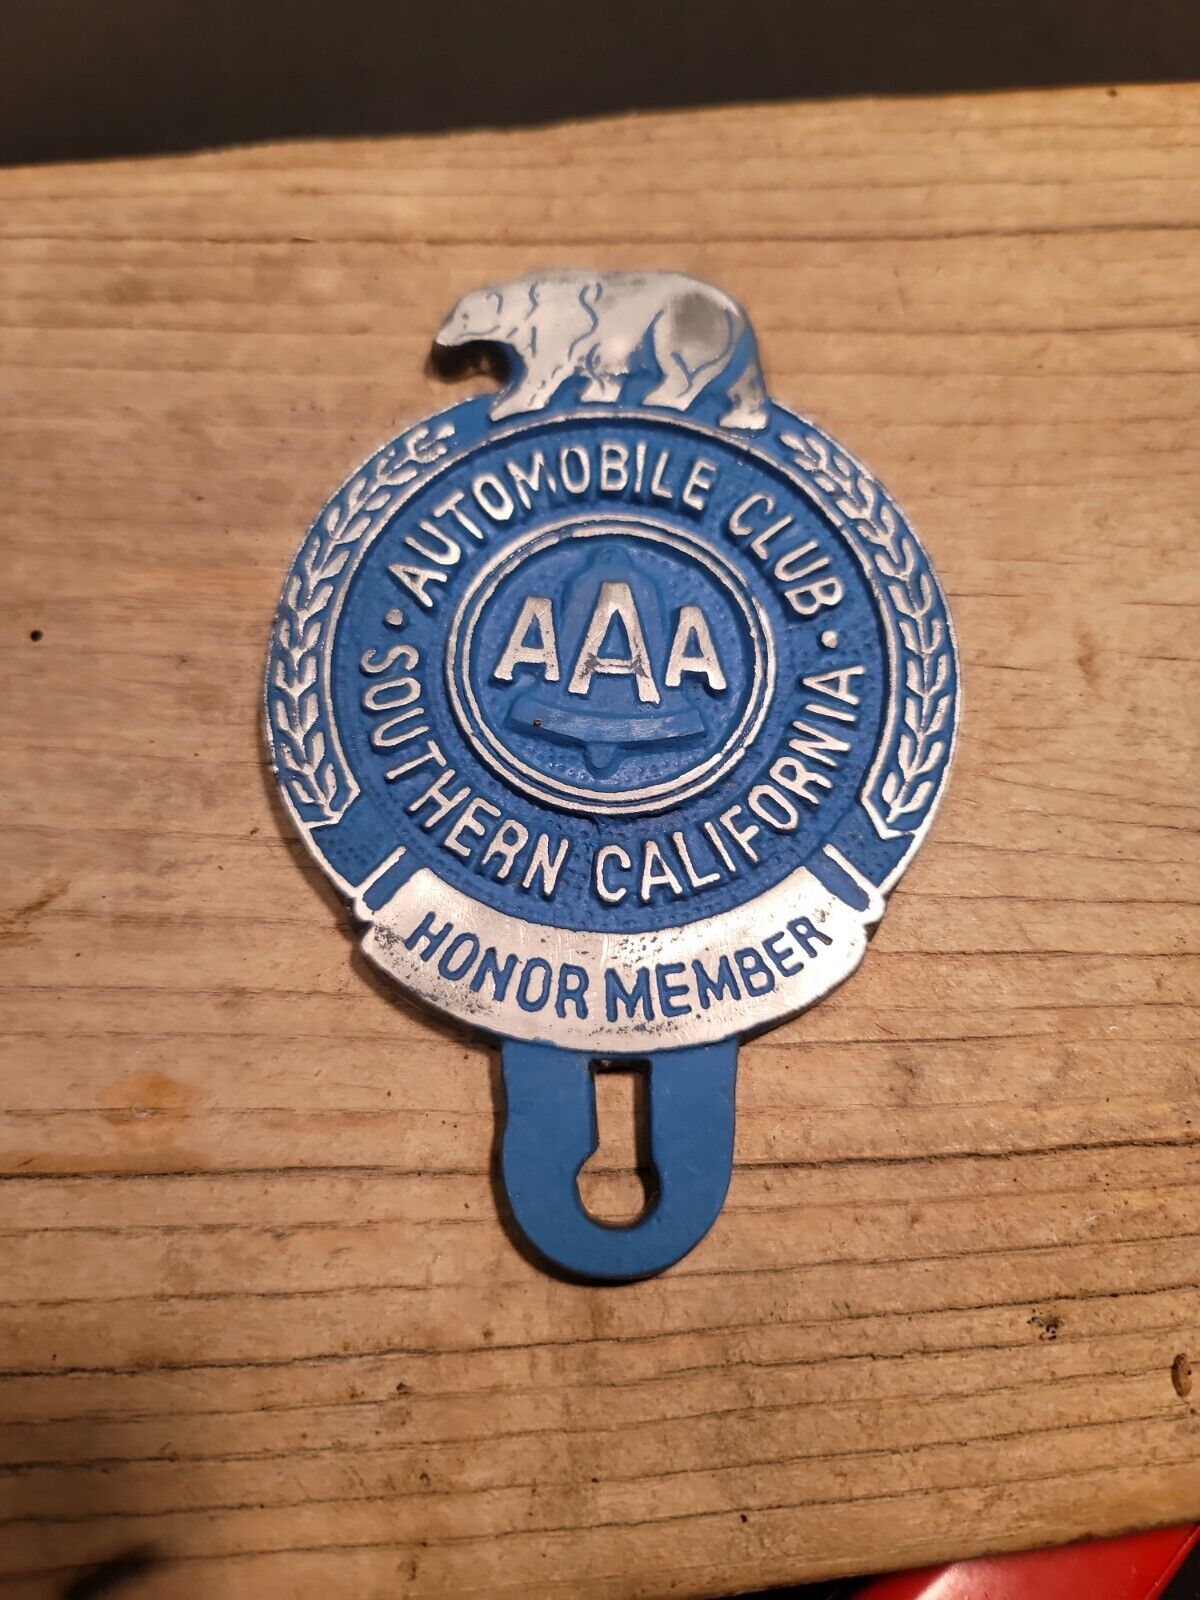 AUTOMOBILE CLUB
AAA
SOUTHERN CALIFORNIA
HONOR MEMBER